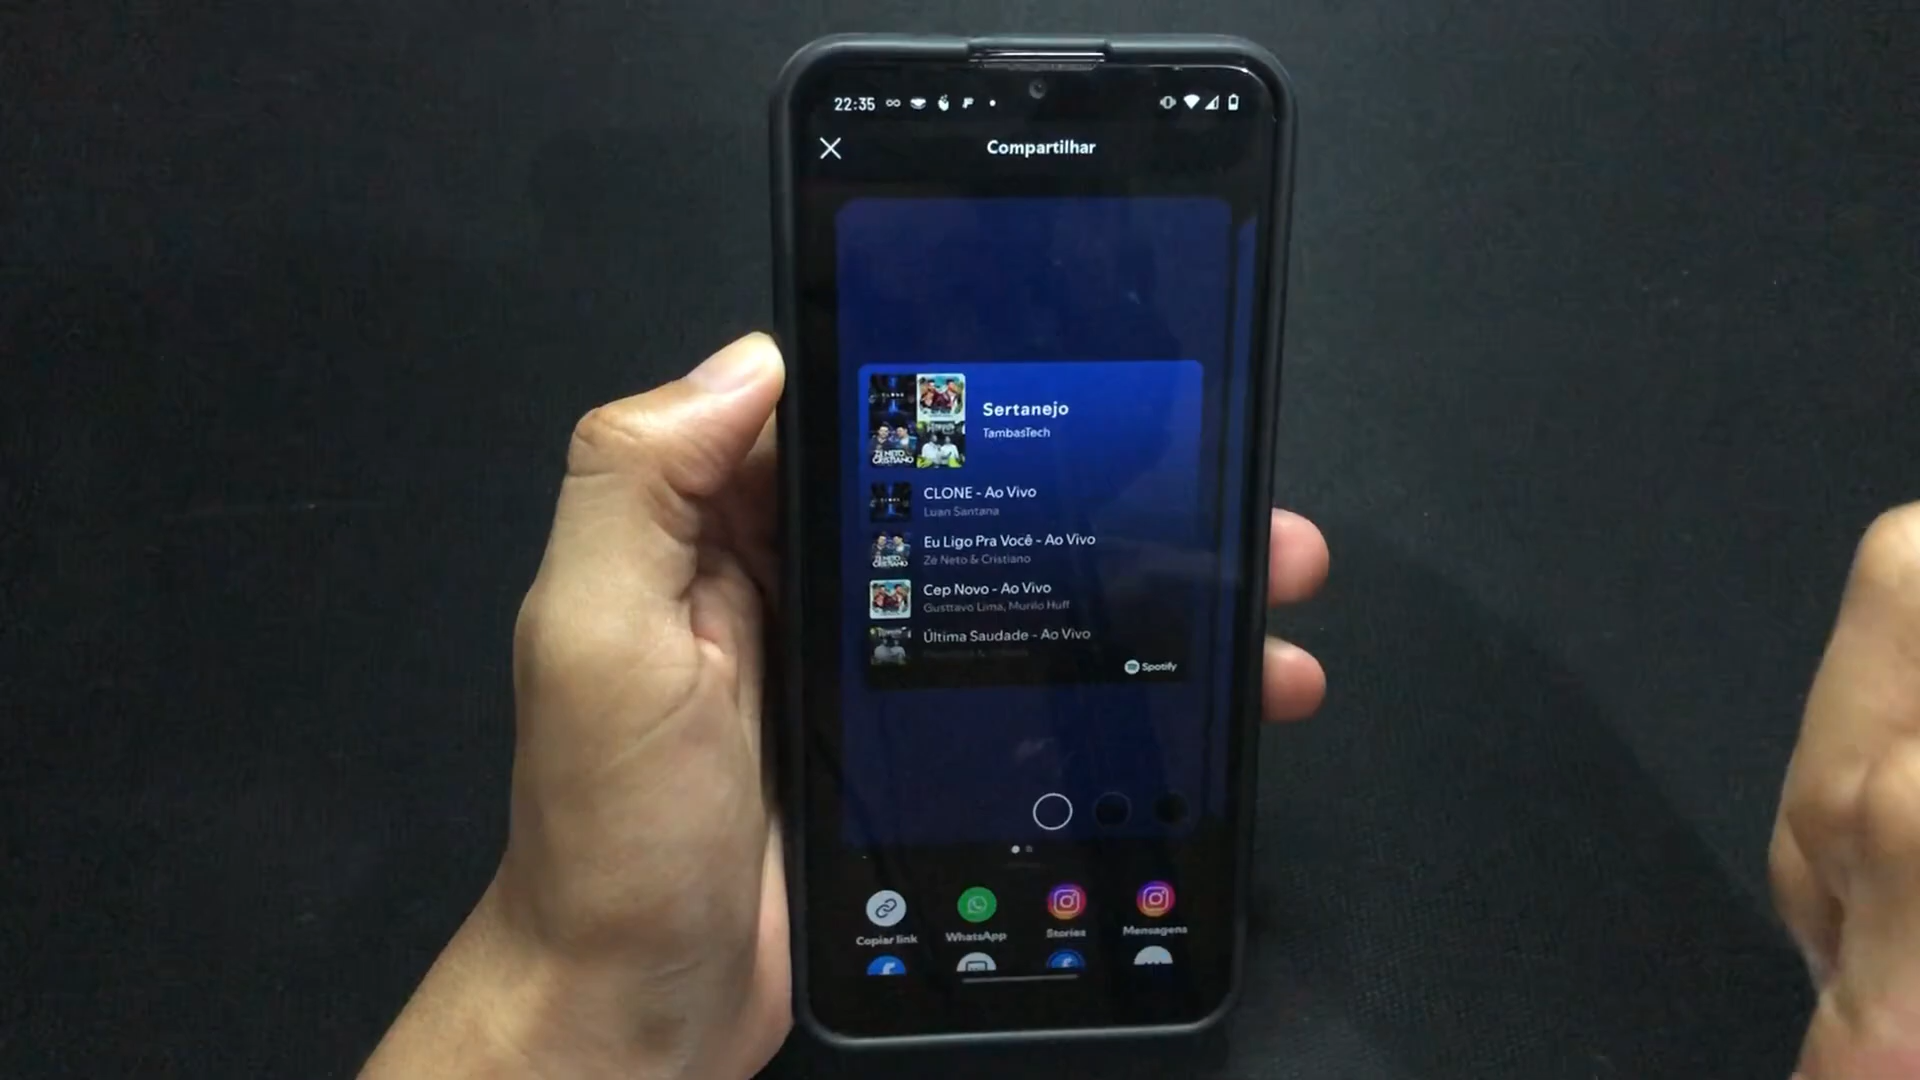 22:35
Compartilhar
Sertanejo
TambasTech
CLONE - Ao Vivo
Luan Santana
Eu Ligo Pra Você - Ao Vivo
Zé Neto & Cristiano
Cep Novo - Ao Vivo
Gusttavo Lima, Murilo Huff
Última Saudade - Ao Vivo
Spotify
Copiar link
WhatsApp
Stories
Mensagens